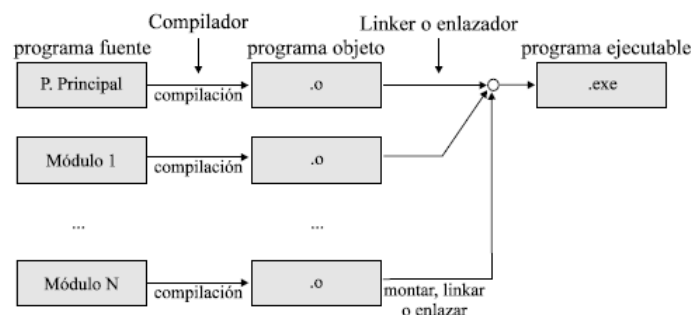 Compilador
Linker o enlazador
programa fuente
programa objeto
programa ejecutable
P. Principal
compilación
.o
.exe
Módulo 1
compilación
.o
...
...
Módulo N
compilación
.o
montar, linkar
o enlazar